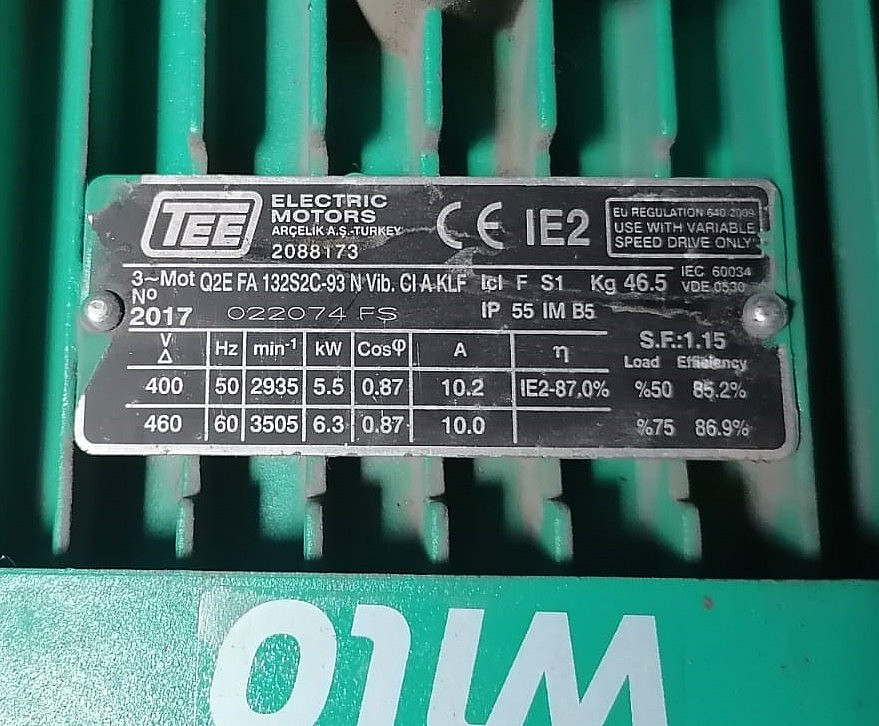 TEE
ELECTRIC
MOTORS
ARÇELİK A.Ş.-TURKEY
2088173
CE IE2
EU REGULATION 640/2009
USE WITH VARIABLE
SPEED DRIVE ONLY
3~Mot Q2E FA 132S2C-93 N Vib. Cl A KLF Icl F S1 Kg 46.5 IEC 60034
VDE 0530
No
2017 022074 FS IP 55 IM B5
V
Δ Hz min-1 kW Cosφ A η S.F.:1.15
Load Efficiency
400 50 2935 5.5 0.87 10.2 IE2-87,0% %50 85.2%
460 60 3505 6.3 0.87 10.0 %75 86.9%
wilo